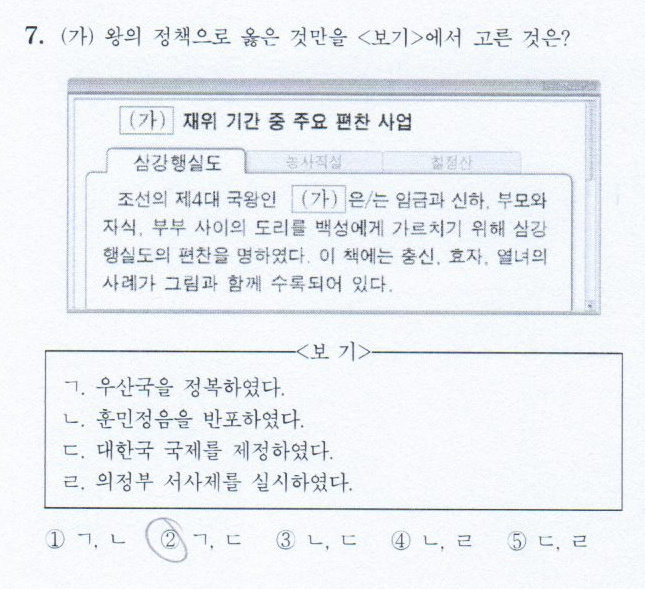 7. (가) 왕의 정책으로 옳은 것만을 <보기>에서 고른 것은?
(가) 재위 기간 중 주요 편찬 사업
삼강행실도 농사직설 칠정산
조선의 제4대 국왕인 (가) 은/는 임금과 신하, 부모와
자식, 부부 사이의 도리를 백성에게 가르치기 위해 삼강
행실도의 편찬을 명하였다. 이 책에는 충신, 효자, 열녀의
사례가 그림과 함께 수록되어 있다.
<보 기>
ㄱ. 우산국을 정복하였다.
ㄴ. 훈민정음을 반포하였다.
ㄷ. 대한국 국제를 제정하였다.
ㄹ. 의정부 서사제를 실시하였다.
① ㄱ, ㄴ ② ㄱ, ㄷ ③ ㄴ, ㄷ ④ ㄴ, ㄹ ⑤ ㄷ, ㄹ